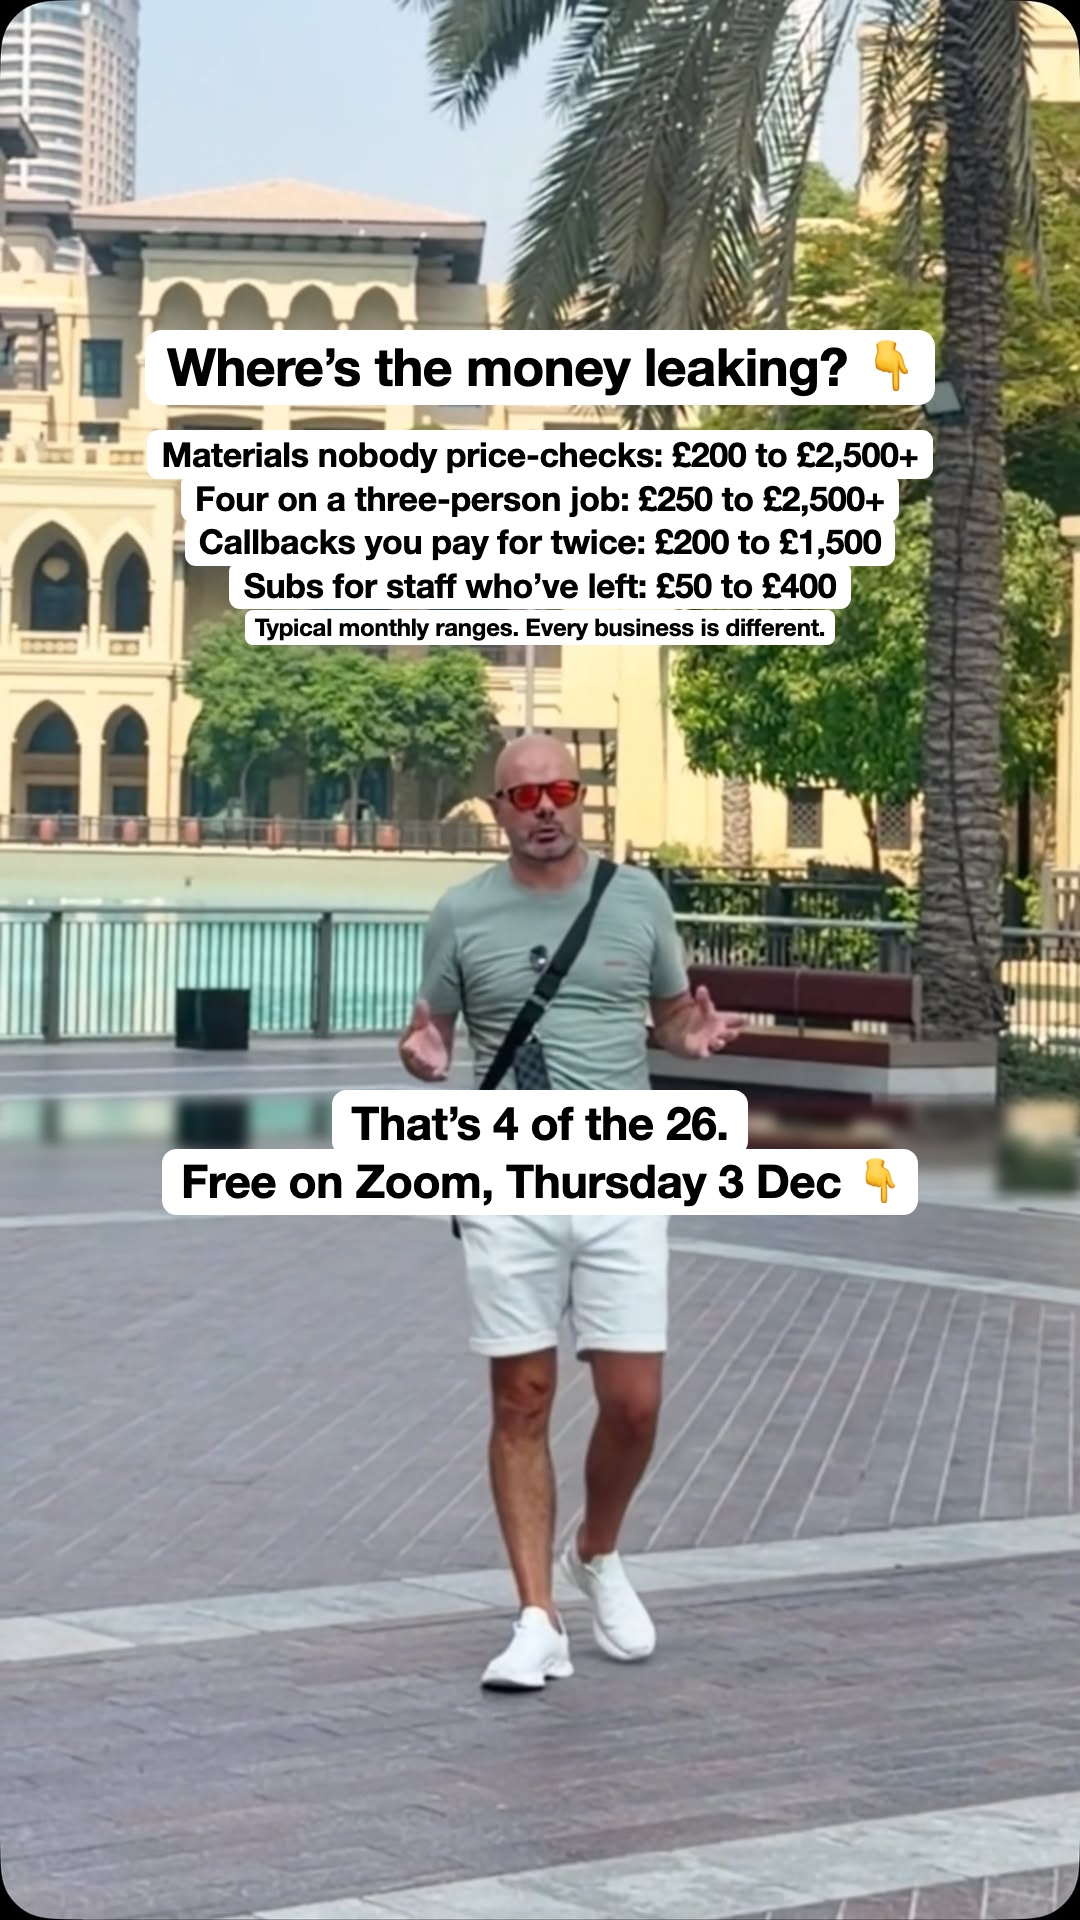 Where’s the money leaking? 👇
Materials nobody price-checks: £200 to £2,500+
Four on a three-person job: £250 to £2,500+
Callbacks you pay for twice: £200 to £1,500
Subs for staff who’ve left: £50 to £400
Typical monthly ranges. Every business is different.
That’s 4 of the 26.
Free on Zoom, Thursday 3 Dec 👇